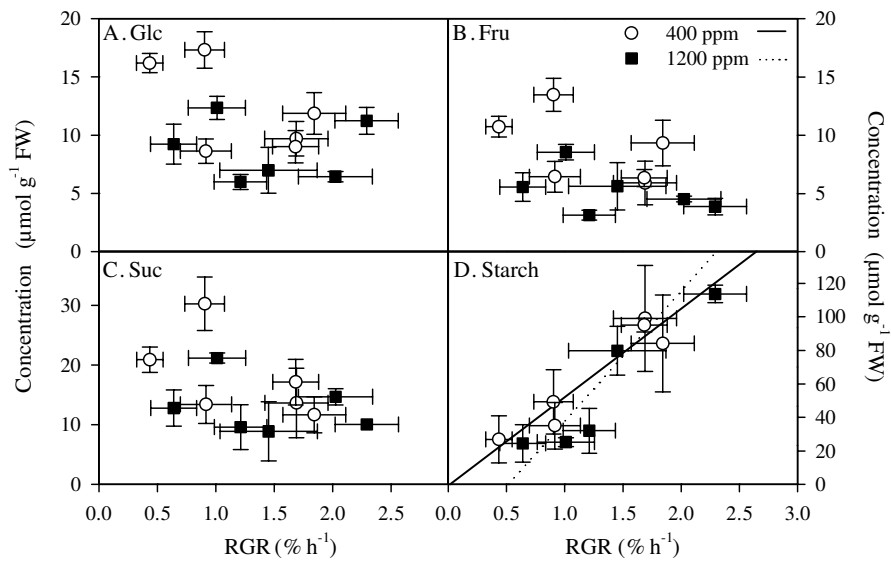 A. Glc
B. Fru
400 ppm
1200 ppm
C. Suc
D. Starch
20
15
10
5
0
20
15
10
5
0
30
20
10
0
120
100
80
60
40
20
0
Concentration (μmol g-1 FW)
Concentration (μmol g-1 FW)
0.0 0.5 1.0 1.5 2.0 2.5 0.0 0.5 1.0 1.5 2.0 2.5 3.0
RGR (% h-1)
RGR (% h-1)